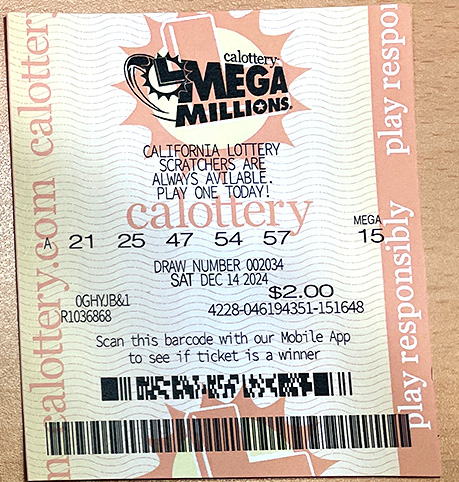 calottery
MEGA
MILLIONS
CALIFORNIA LOTTERY
SCRATCHERS ARE
ALWAYS AVILABLE.
PLAY ONE TODAY!
calottery
MEGA
A 21 25 47 54 57 15
DRAW NUMBER 002034
SAT DEC 14 2024
$2.00
0GHYJB&1
R1036868 4228-046194351-151648
Scan this barcode with our Mobile App
to see if ticket is a winner
calottery.com calottery
play responsibly play respon